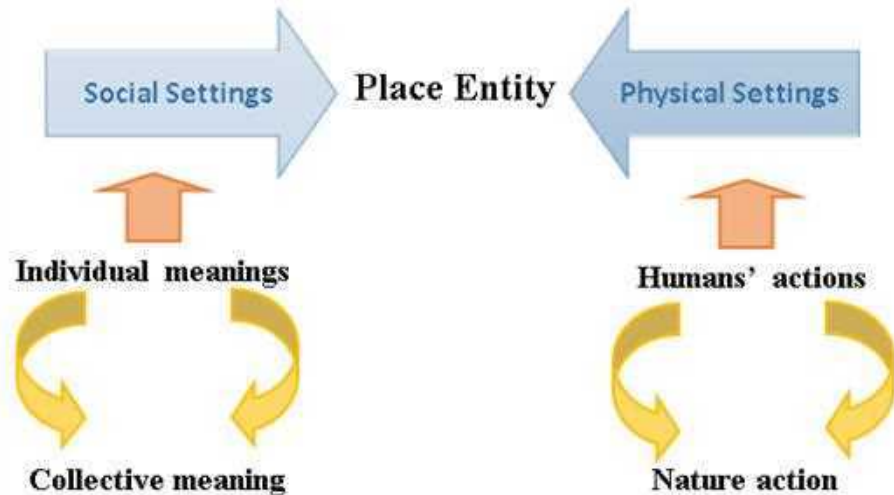 Social Settings
Place Entity
Physical Settings
Individual meanings
Humans' actions
Collective meaning
Nature action